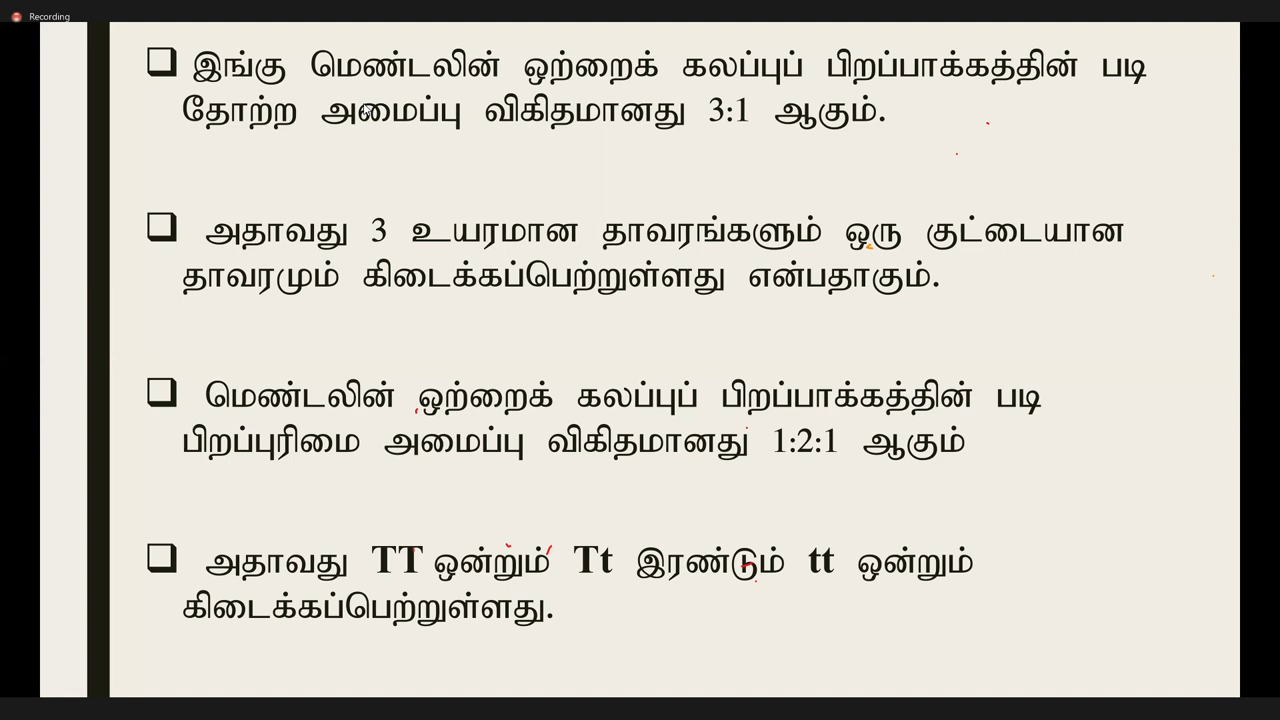 Recording
❑ இங்கு மெண்டலின் ஒற்றைக் கலப்புப் பிறப்பாக்கத்தின் படி
தோற்ற அமைப்பு விகிதமானது 3:1 ஆகும்.
❑ அதாவது 3 உயரமான தாவரங்களும் ஒரு குட்டையான
தாவரமும் கிடைக்கப்பெற்றுள்ளது என்பதாகும்.
❑ மெண்டலின் ஒற்றைக் கலப்புப் பிறப்பாக்கத்தின் படி
பிறப்புரிமை அமைப்பு விகிதமானது 1:2:1 ஆகும்
❑ அதாவது TT ஒன்றும் Tt இரண்டும் tt ஒன்றும்
கிடைக்கப்பெற்றுள்ளது.